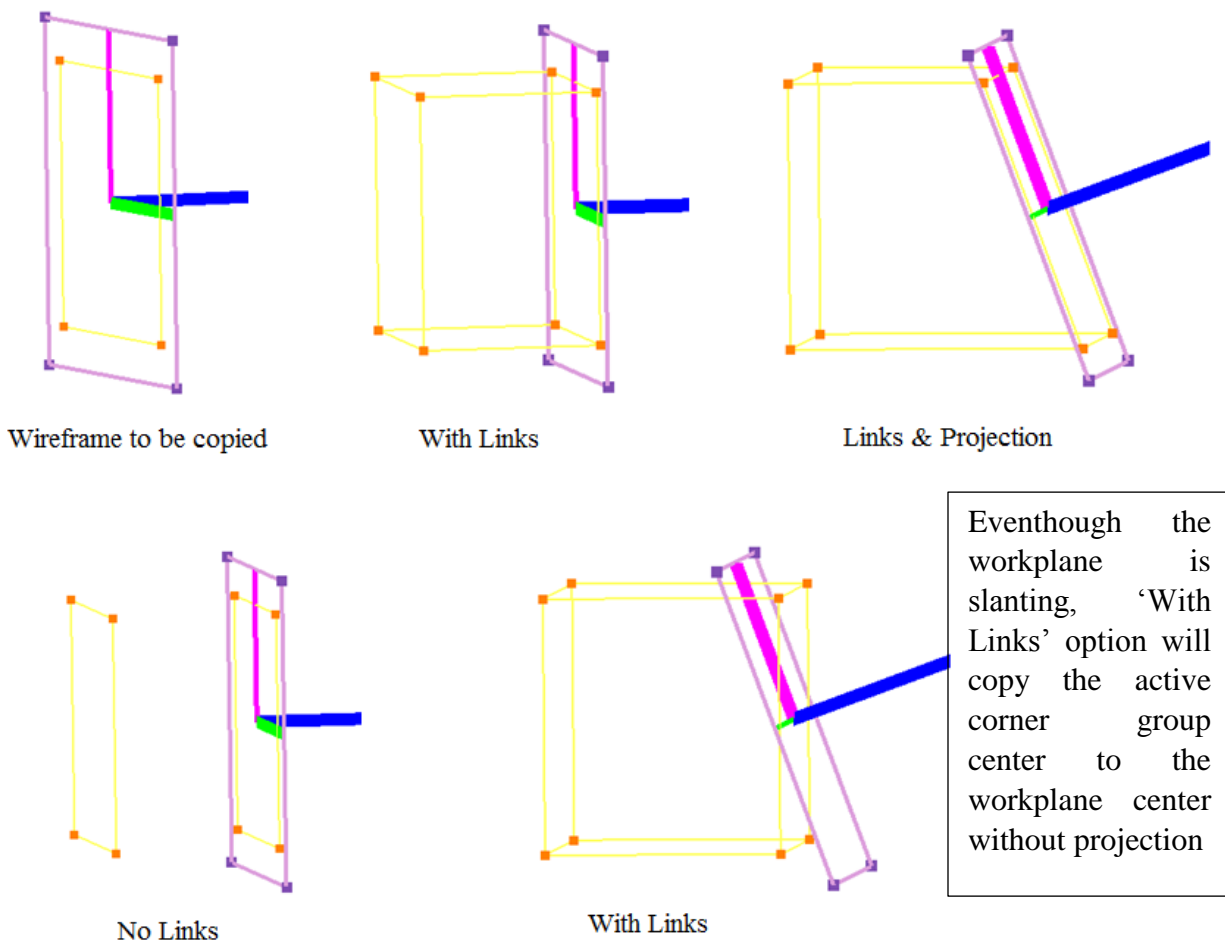 Wireframe to be copied
With Links
Links & Projection
Eventhough the
workplane is
slanting, ‘With
Links’ option will
copy the active
corner group
center to the
workplane center
without projection
No Links
With Links